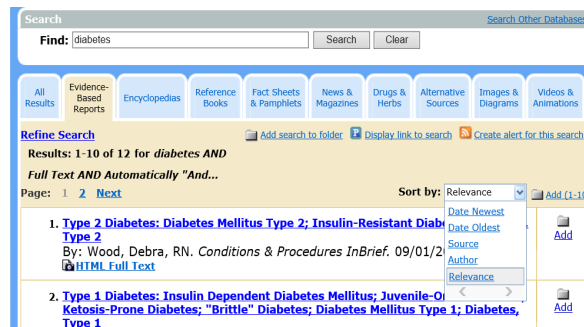 Search
Search Other Databases
Find: diabetes Search Clear
All Results
Evidence-Based Reports
Encyclopedias
Reference Books
Fact Sheets & Pamphlets
News & Magazines
Drugs & Herbs
Alternative Sources
Images & Diagrams
Videos & Animations
Refine Search
Add search to folder Display link to search Create alert for this search
Results: 1-10 of 12 for diabetes AND
Full Text AND Automatically "And...
Page: 1 2 Next
Sort by: Relevance
Add (1-10
Date Newest
Date Oldest
Source
Author
Relevance
1. Type 2 Diabetes: Diabetes Mellitus Type 2; Insulin-Resistant
Type 2
By: Wood, Debra, RN. Conditions & Procedures InBrief. 09/01/2
HTML Full Text
Add
2. Type 1 Diabetes: Insulin Dependent Diabetes Mellitus;
Ketosis-Prone Diabetes; "Brittle" Diabetes; Diabetes Mellitus Type 1; Diabetes,
Type 1
Add